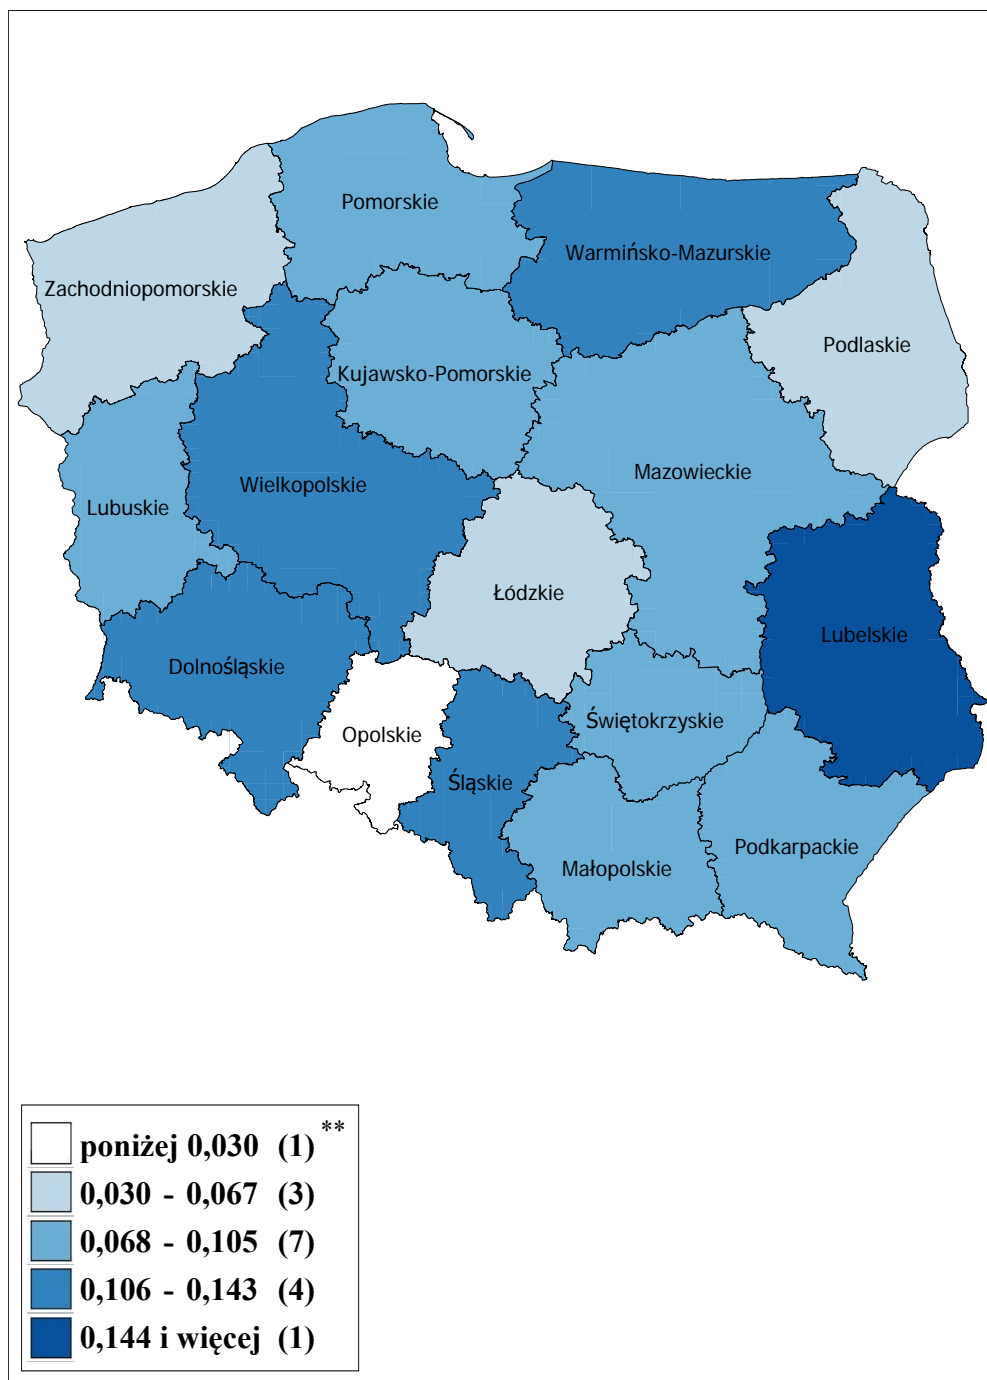 Pomorskie
Warmińsko-Mazurskie
Zachodniopomorskie
Podlaskie
Kujawsko-Pomorskie
Mazowieckie
Wielkopolskie
Lubuskie
Łódzkie
Lubelskie
Dolnośląskie
Świętokrzyskie
Opolskie
Śląskie
Podkarpackie
Małopolskie
poniżej 0,030 (1) **
0,030 - 0,067 (3)
0,068 - 0,105 (7)
0,106 - 0,143 (4)
0,144 i więcej (1)